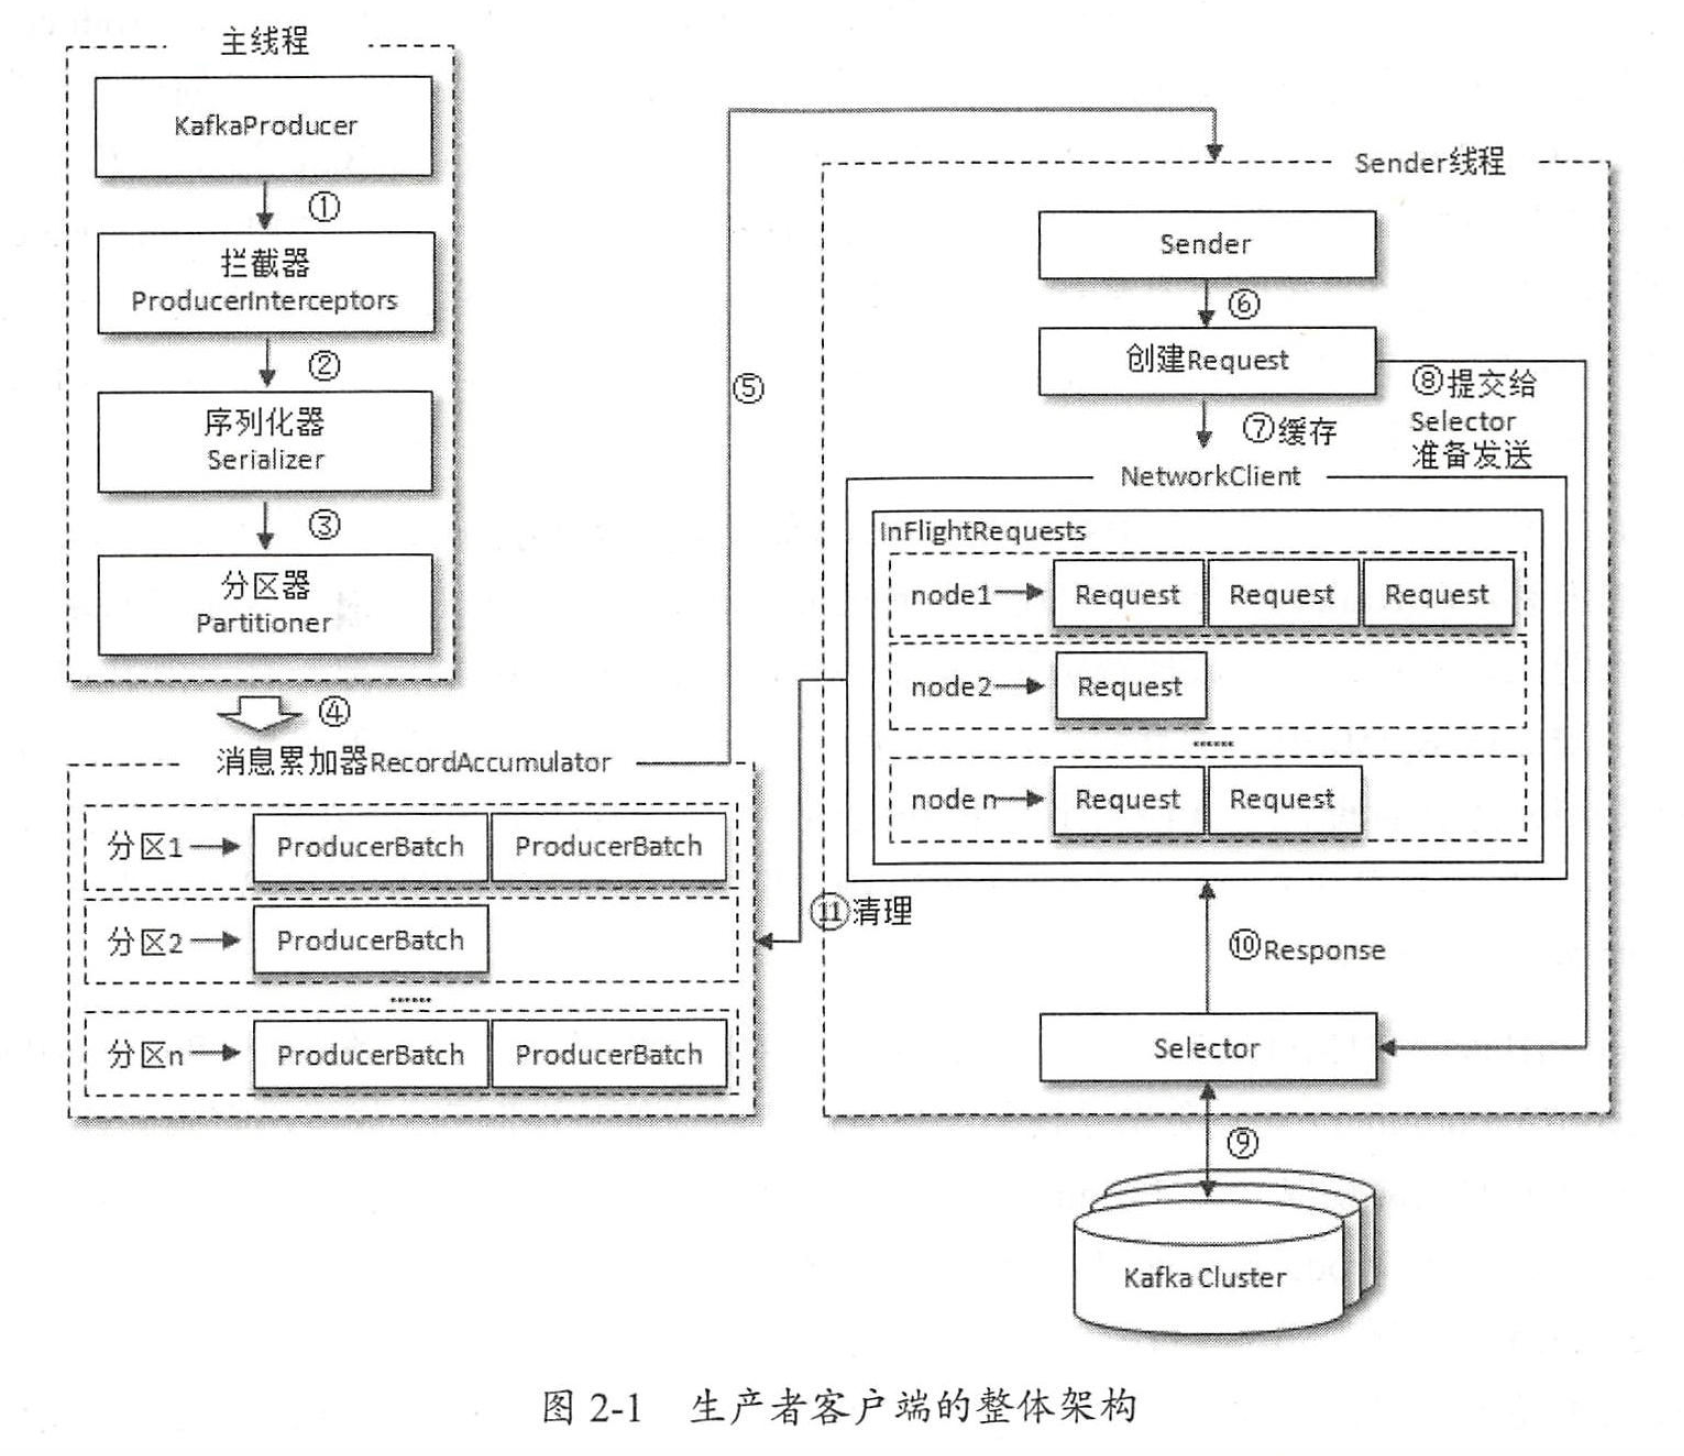 主线程
KafkaProducer
①
拦截器
ProducerInterceptors
②
序列化器
Serializer
③
分区器
Partitioner
④
消息累加器RecordAccumulator
分区1
ProducerBatch
ProducerBatch
分区2
ProducerBatch
......
分区n
ProducerBatch
ProducerBatch
⑤
Sender线程
Sender
⑥
创建Request
⑦缓存
⑧提交给
Selector
准备发送
NetworkClient
InFlightRequests
node1
Request
Request
Request
node2
Request
......
node n
Request
Request
⑪清理
⑩Response
Selector
⑨
Kafka Cluster
图 2-1 生产者客户端的整体架构